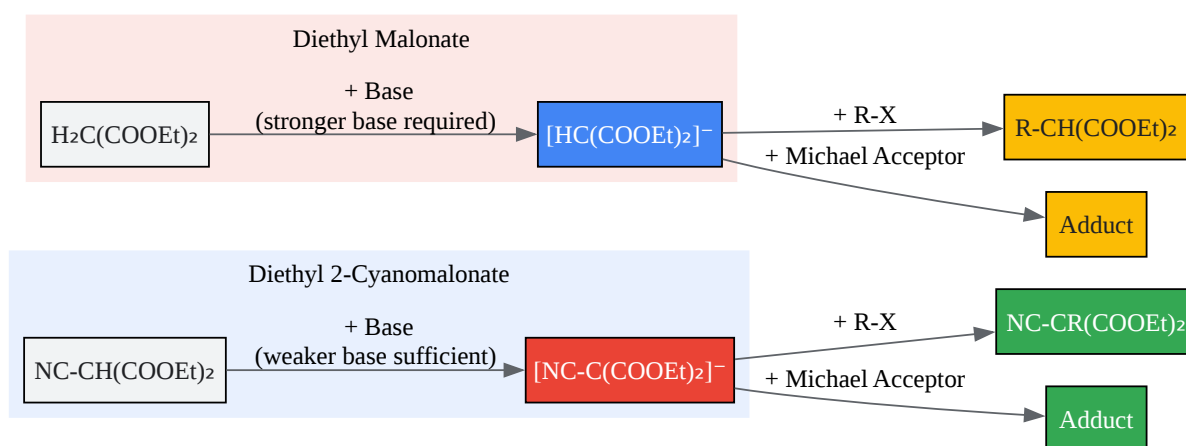 Diethyl Malonate
+ Base
(stronger base required)
H₂C(COOEt)₂
[HC(COOEt)₂]⁻
+ R-X
R-CH(COOEt)₂
+ Michael Acceptor
Adduct
Diethyl 2-Cyanomalonate
+ Base
(weaker base sufficient)
NC-CH(COOEt)₂
[NC-C(COOEt)₂]⁻
+ R-X
NC-CR(COOEt)₂
+ Michael Acceptor
Adduct